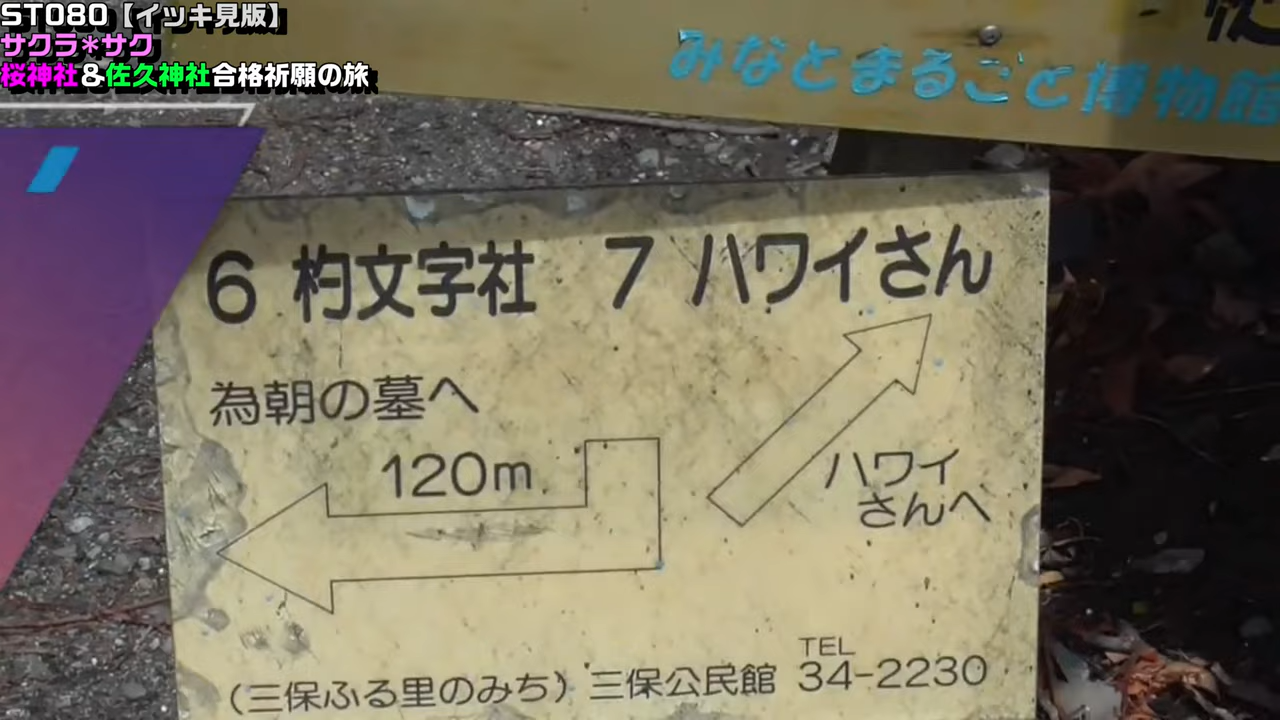 ST080【イッキ見版】
サクラ＊サク
桜神社＆佐久神社合格祈願の旅
みなとまるごと博物館
6 杓文字社 7 ハワイさん
為朝の墓へ
120m
ハワイ
さんへ
TEL
（三保ふる里のみち）三保公民館 34-2230